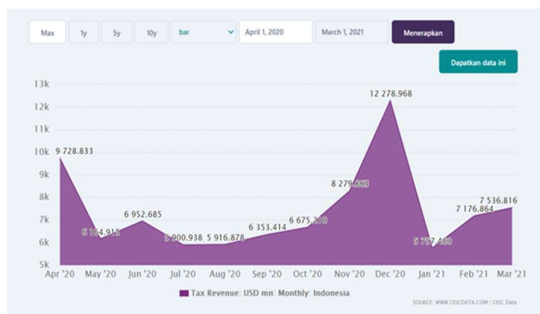 Max 1y 5y 10y bar April 1, 2020 March 1, 2021 Menerapkan
Dapatkan data ini
13k
12k
11k
10k
9k
8k
7k
6k
5k
9 728.833
6 952.685
5 916.878
6 353.414
12 278.968
7 176.864
7 536.816
Apr '20 May '20 Jun '20 Jul '20 Aug '20 Sep '20 Oct '20 Nov '20 Dec '20 Jan '21 Feb '21 Mar '21
Tax Revenue: USD mn: Monthly: Indonesia
SOURCE: WWW.CEICDATA.COM | CEIC Data